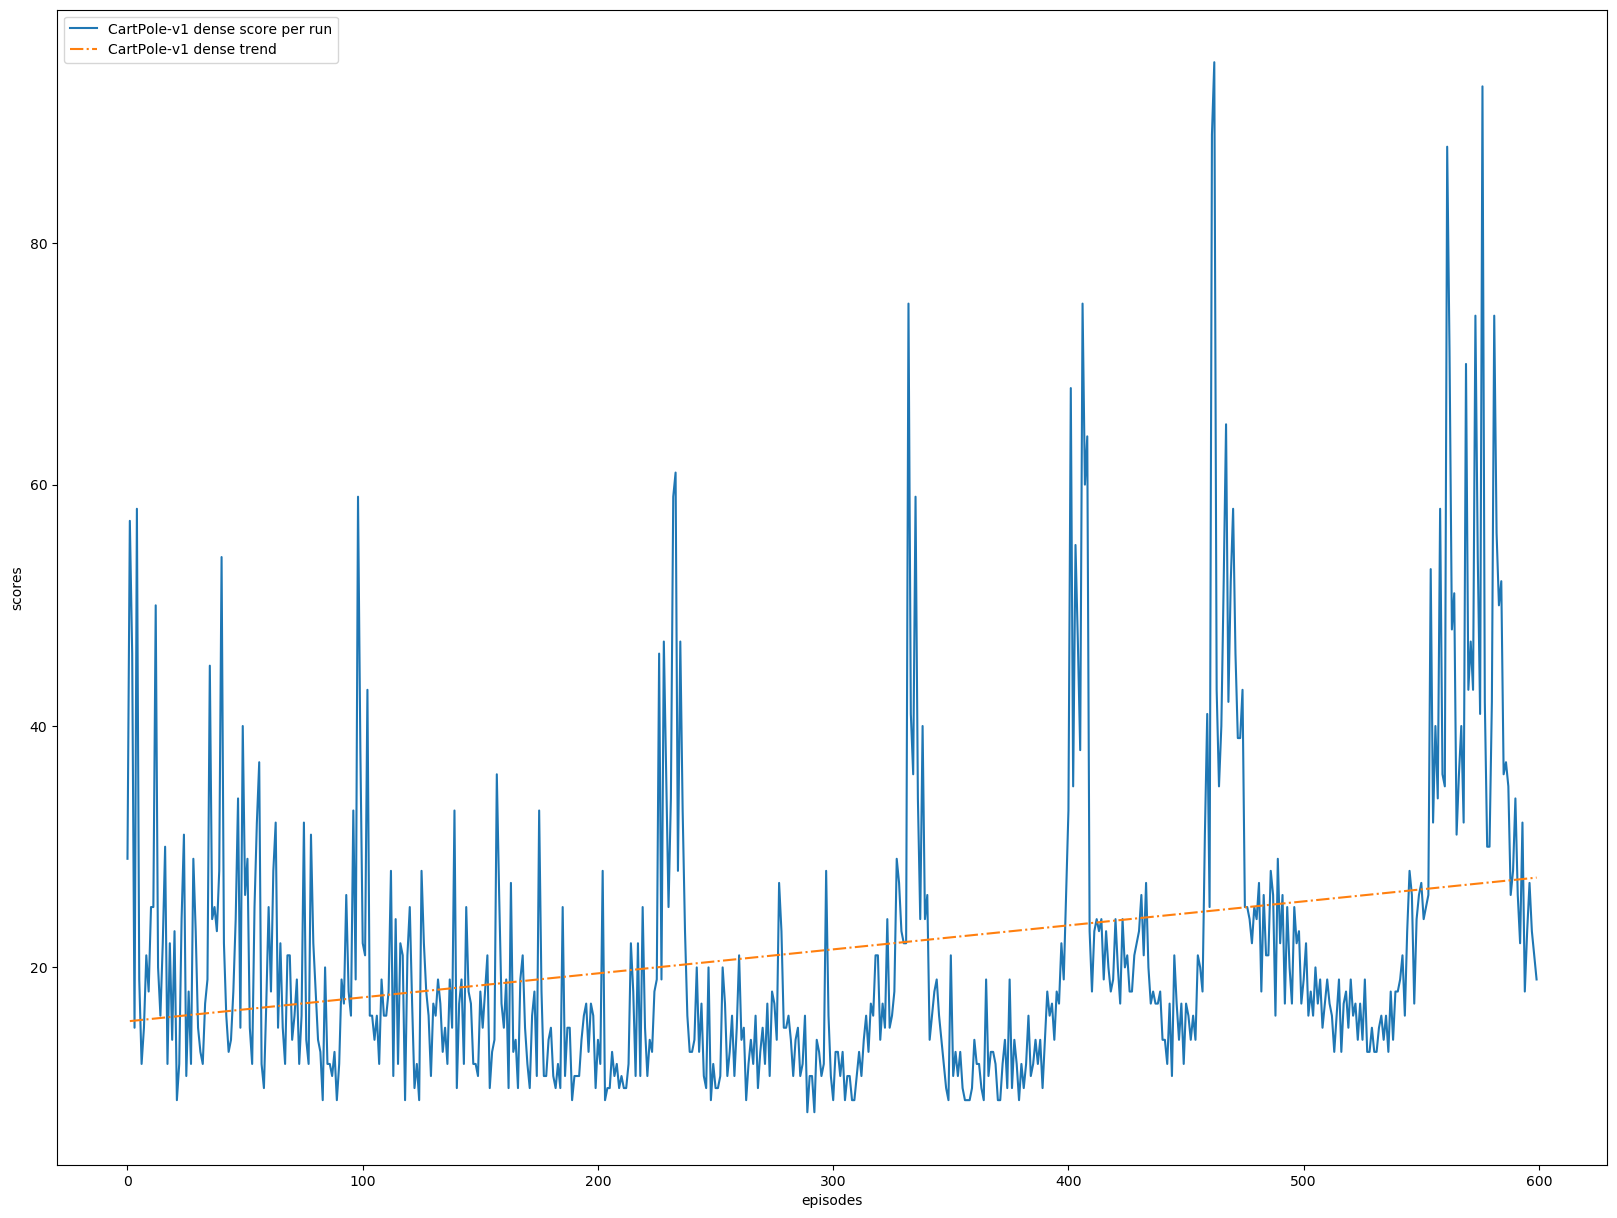 CartPole-v1 dense score per run
CartPole-v1 dense trend
80
60
40
20
scores
0 100 200 300 400 500 600
episodes